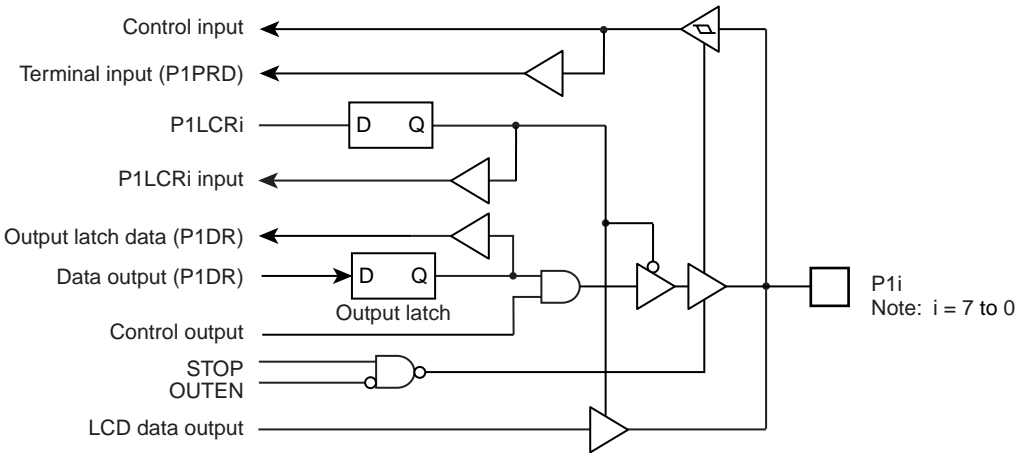 Control input
Terminal input (P1PRD)
P1LCRi
D Q
P1LCRi input
Output latch data (P1DR)
Data output (P1DR)
D Q
Output latch
Control output
STOP
OUTEN
LCD data output
P1i
Note: i = 7 to 0